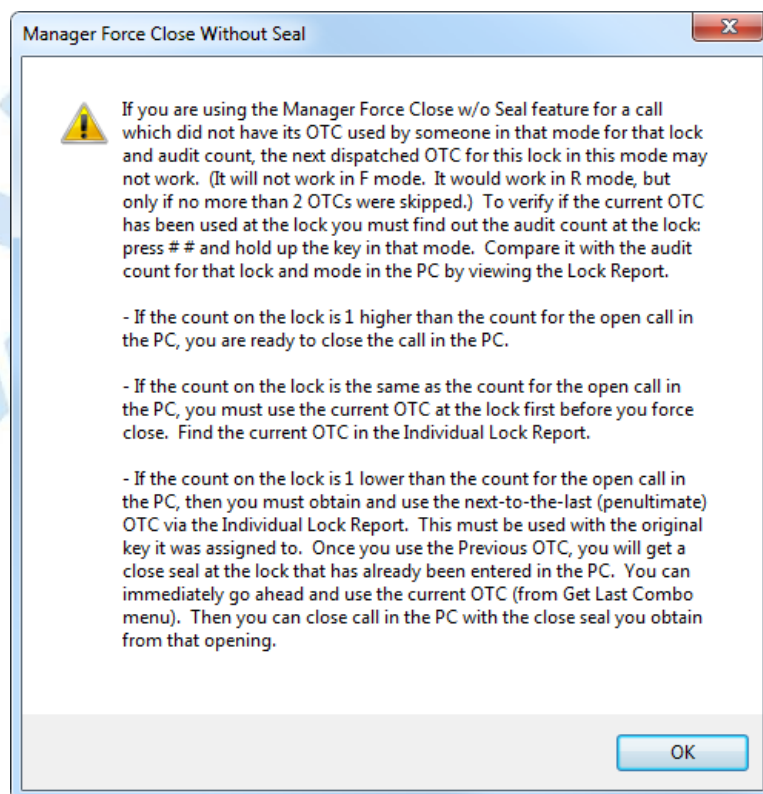 Manager Force Close Without Seal
If you are using the Manager Force Close w/o Seal feature for a call
which did not have its OTC used by someone in that mode for that lock
and audit count, the next dispatched OTC for this lock in this mode may
not work.  (It will not work in F mode.  It would work in R mode, but
only if no more than 2 OTCs were skipped.)  To verify if the current OTC
has been used at the lock you must find out the audit count at the lock:
press # # and hold up the key in that mode.  Compare it with the audit
count for that lock and mode in the PC by viewing the Lock Report.
- If the count on the lock is 1 higher than the count for the open call in
the PC, you are ready to close the call in the PC.
- If the count on the lock is the same as the count for the open call in
the PC, you must use the current OTC at the lock first before you force
close.  Find the current OTC in the Individual Lock Report.
- If the count on the lock is 1 lower than the count for the open call in
the PC, then you must obtain and use the next-to-the-last (penultimate)
OTC via the Individual Lock Report.  This must be used with the original
key it was assigned to.  Once you use the Previous OTC, you will get a
close seal at the lock that has already been entered in the PC.  You can
immediately go ahead and use the current OTC (from Get Last Combo
menu).  Then you can close call in the PC with the close seal you obtain
from that opening.
OK